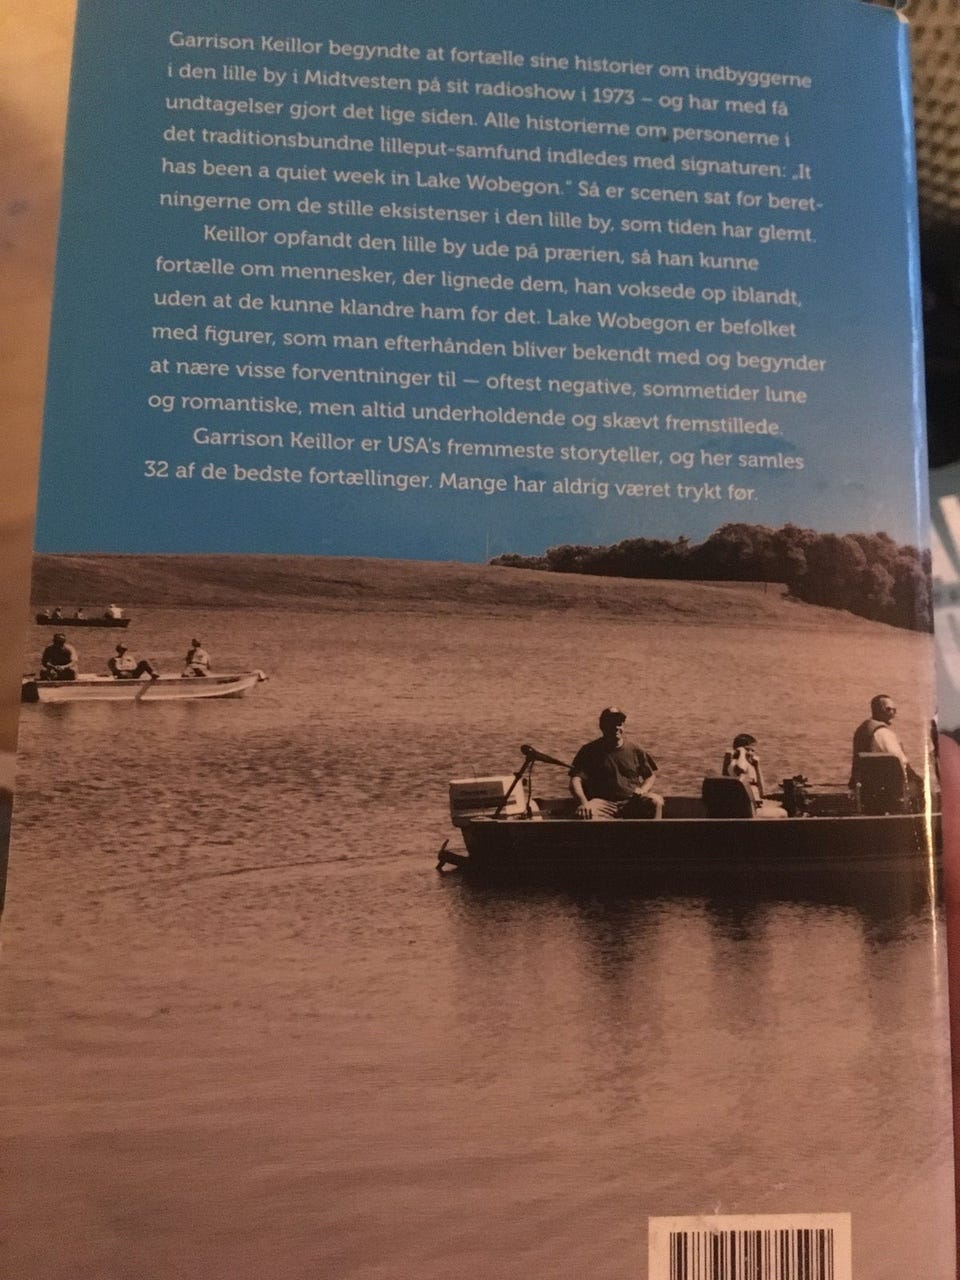 Garrison Keillor begyndte at fortælle sine historier om indbyggerne
i den lille by i Midtvesten på sit radioshow i 1973 – og har med få
undtagelser gjort det lige siden. Alle historierne om personerne i
det traditionsbundne lilleput-samfund indledes med signaturen: „It
has been a quiet week in Lake Wobegon.“ Så er scenen sat for beret-
ningerne om de stille eksistenser i den lille by, som tiden har glemt.
Keillor opfandt den lille by ude på prærien, så han kunne
fortælle om mennesker, der lignede dem, han voksede op iblandt,
uden at de kunne klandre ham for det. Lake Wobegon er befolket
med figurer, som man efterhånden bliver bekendt med og begynder
at nære visse forventninger til — oftest negative, sommetider lune
og romantiske, men altid underholdende og skævt fremstillede.
Garrison Keillor er USA's fremmeste storyteller, og her samles
32 af de bedste fortællinger. Mange har aldrig været trykt før.